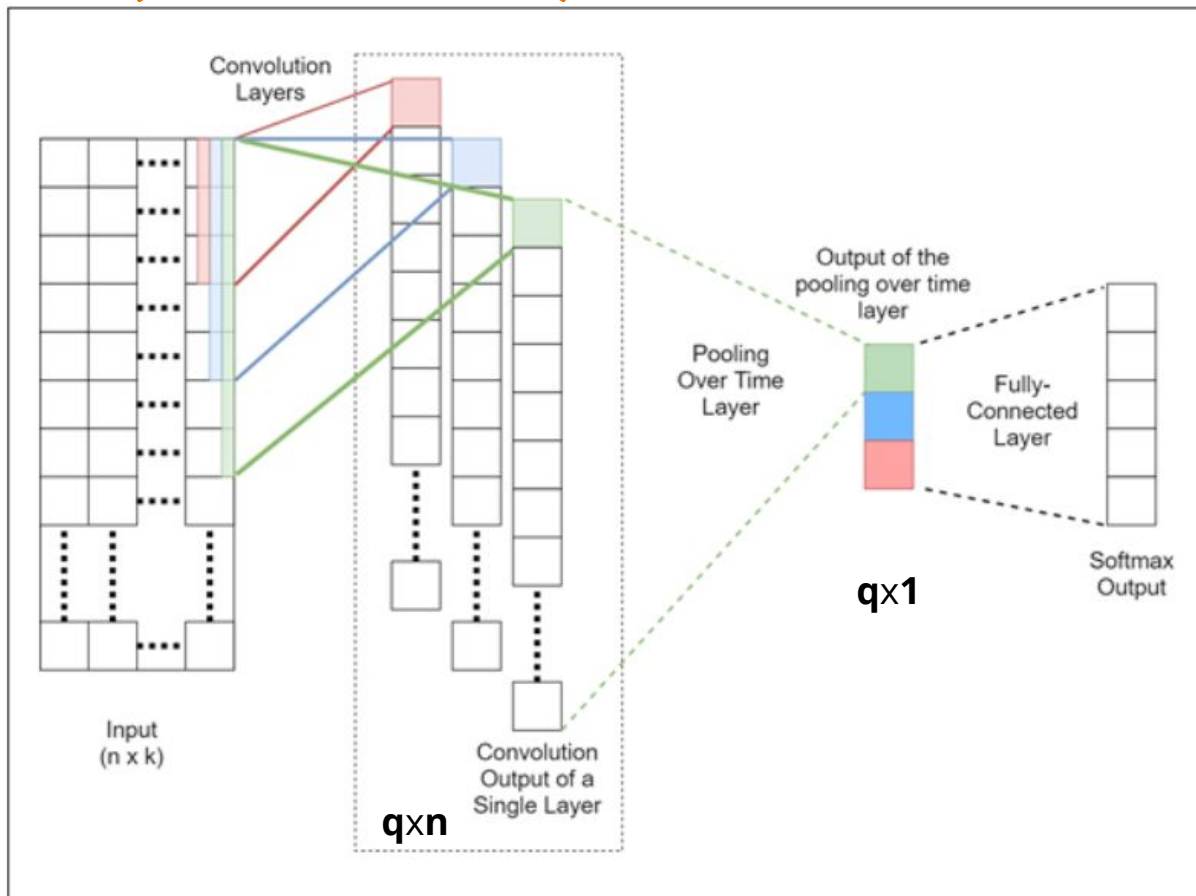 Convolution
Layers
Output of the
pooling over time
layer
Pooling
Over Time
Layer
Fully-
Connected
Layer
Softmax
Output
qx1
Input
(n x k)
Convolution
Output of a
Single Layer
qxn